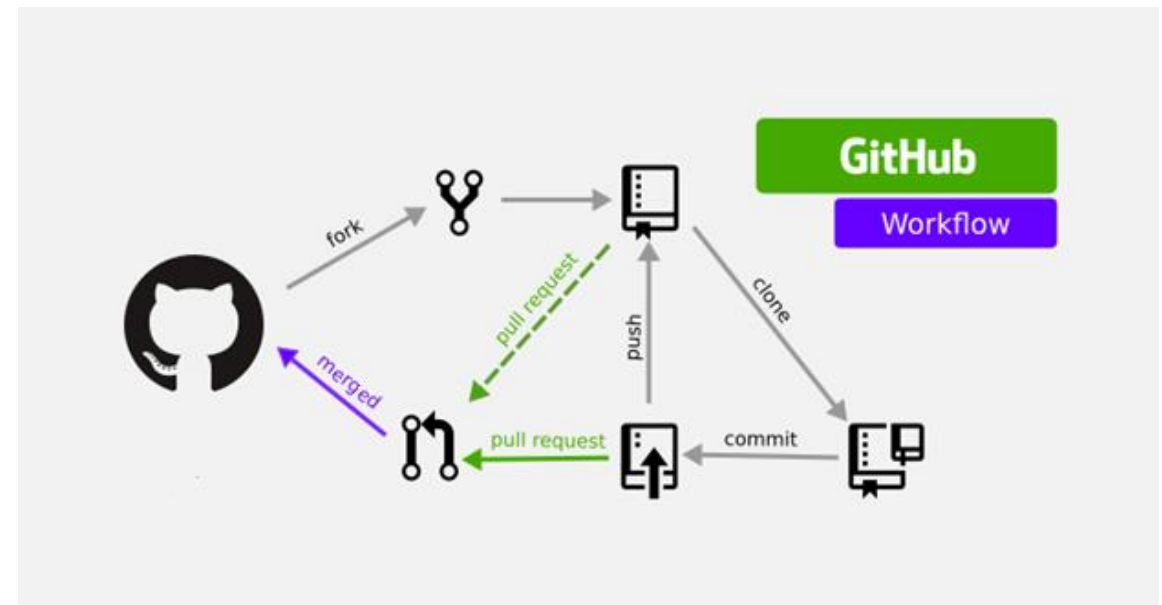 GitHub
Workflow
fork
clone
pull request
push
merged
pull request
commit